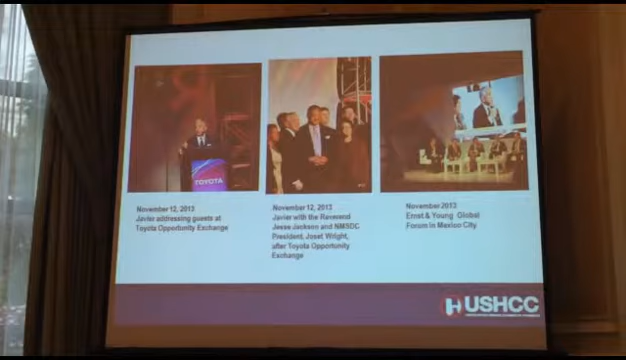 TOYOTA
November 12, 2013
Javier addressing guests at
Toyota Opportunity Exchange
November 12, 2013
Javier with the Reverend
Jesse Jackson and NMSDC
President, Joset Wright,
after Toyota Opportunity
Exchange
November 2013
Ernst & Young Global
Forum in Mexico City
USHCC